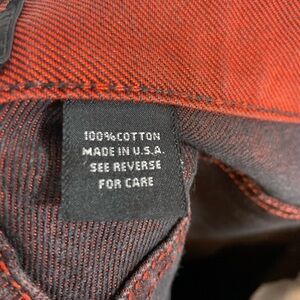 100%COTTON
MADE IN U.S.A.
SEE REVERSE
FOR CARE